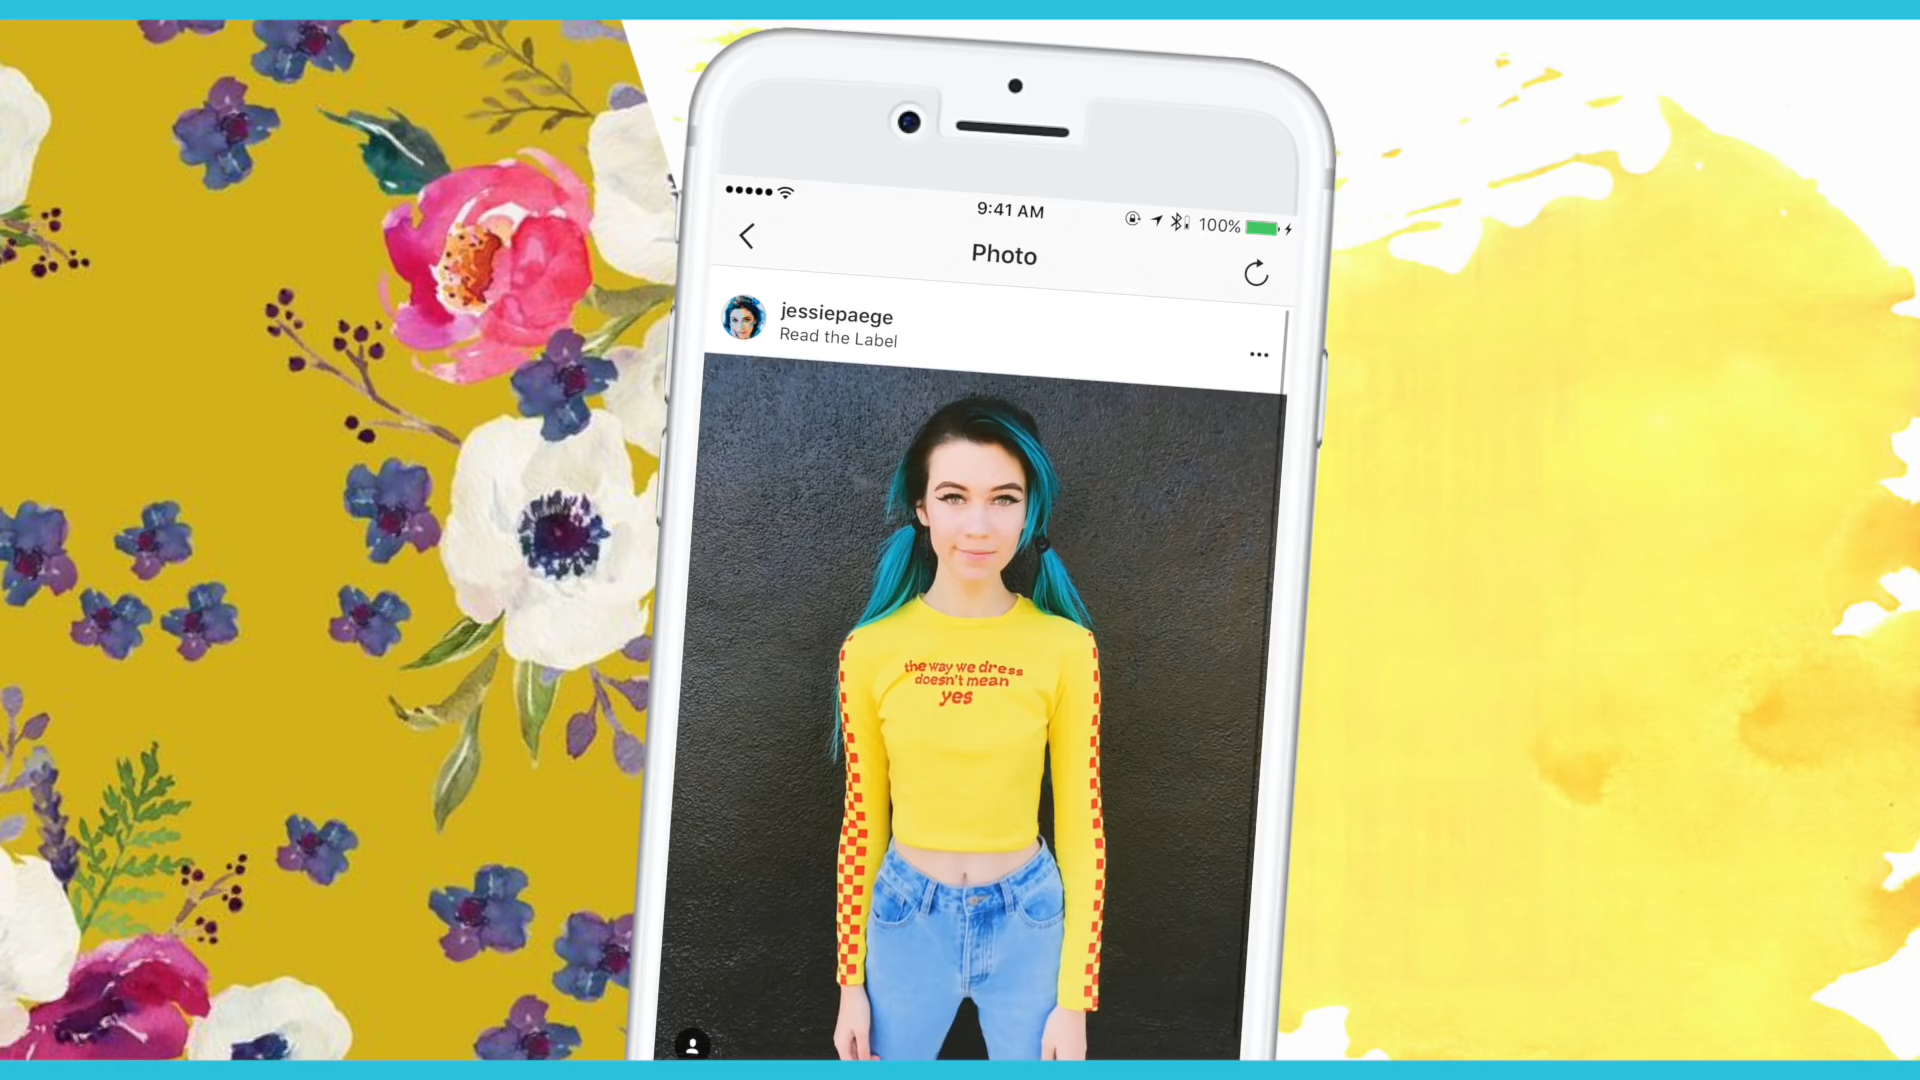 9:41 AM
100%
Photo
jessiepaege
Read the Label
the way we dress
doesn't mean
yes